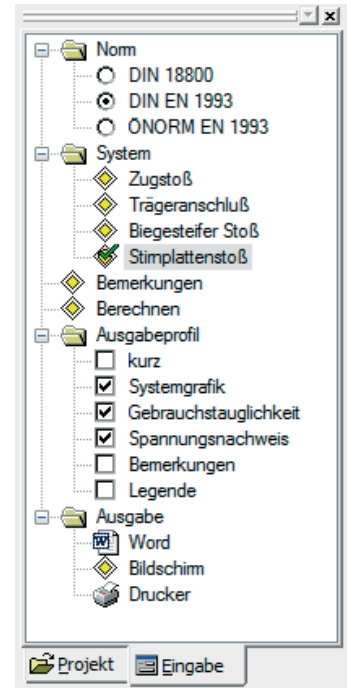 Norm
DIN 18800
DIN EN 1993
ÖNORM EN 1993
System
Zugstoß
Trägeranschluß
Biegesteifer Stoß
Stirnplattenstoß
Bemerkungen
Berechnen
Ausgabeprofil
kurz
Systemgrafik
Gebrauchstauglichkeit
Spannungsnachweis
Bemerkungen
Legende
Ausgabe
Word
Bildschirm
Drucker
Projekt Eingabe